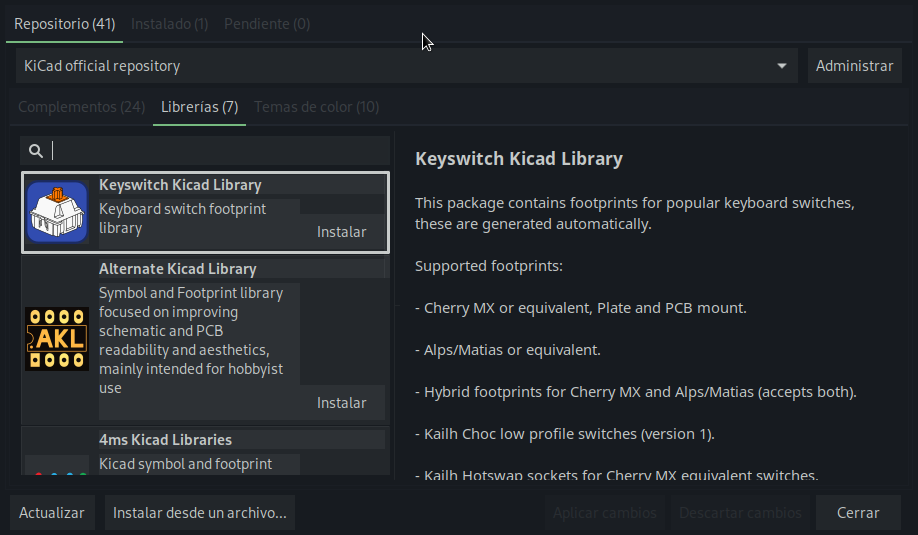 Repositorio (41) Instalado (1) Pendiente (0)
KiCad official repository
Administrar
Complementos (24) Librerías (7) Temas de color (10)
Keyswitch Kicad Library
Keyboard switch footprint
library
Instalar
Alternate Kicad Library
Symbol and Footprint library
focused on improving
schematic and PCB
readability and aesthetics,
mainly intended for hobbyist
use
AKL
Instalar
4ms Kicad Libraries
Kicad symbol and footprint
Keyswitch Kicad Library
This package contains footprints for popular keyboard switches,
these are generated automatically.
Supported footprints:
- Cherry MX or equivalent, Plate and PCB mount.
- Alps/Matias or equivalent.
- Hybrid footprints for Cherry MX and Alps/Matias (accepts both).
- Kailh Choc low profile switches (version 1).
- Kailh Hotswap sockets for Cherry MX equivalent switches.
Actualizar Instalar desde un archivo... Aplicar cambios Descartar cambios Cerrar